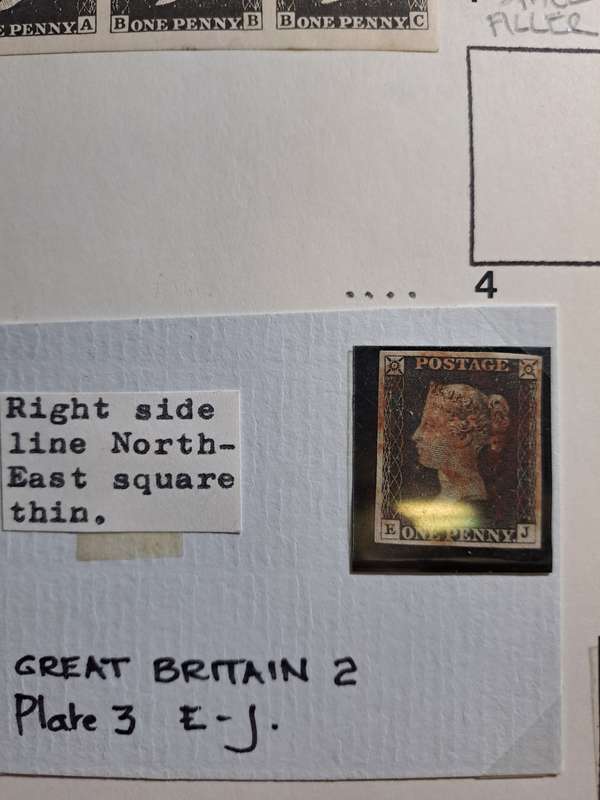 E PENNY. A B ONE PENNY. B B ONE PENNY. C
FILLER
4
Right side
line North-
East square
thin.
POSTAGE
E ONE PENNY. J
GREAT BRITAIN 2
Plate 3 E-J.